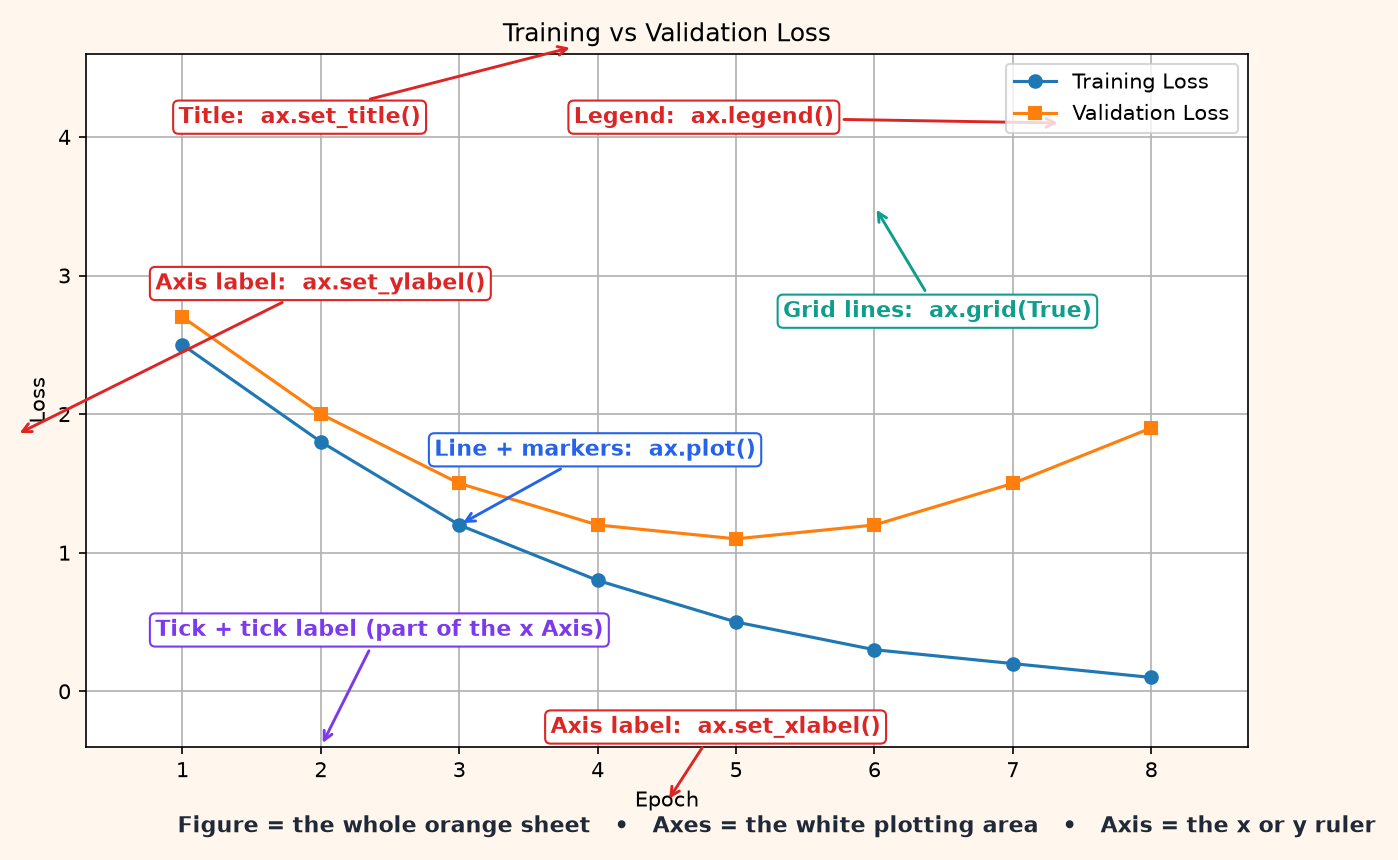 Training vs Validation Loss
Training Loss
Validation Loss
Title:  ax.set_title()
Legend:  ax.legend()
4
3
Axis label:  ax.set_ylabel()
Grid lines:  ax.grid(True)
Loss
2
Line + markers:  ax.plot()
1
Tick + tick label (part of the x Axis)
0
Axis label:  ax.set_xlabel()
1 2 3 4 5 6 7 8
Epoch
Figure = the whole orange sheet   •   Axes = the white plotting area   •   Axis = the x or y ruler